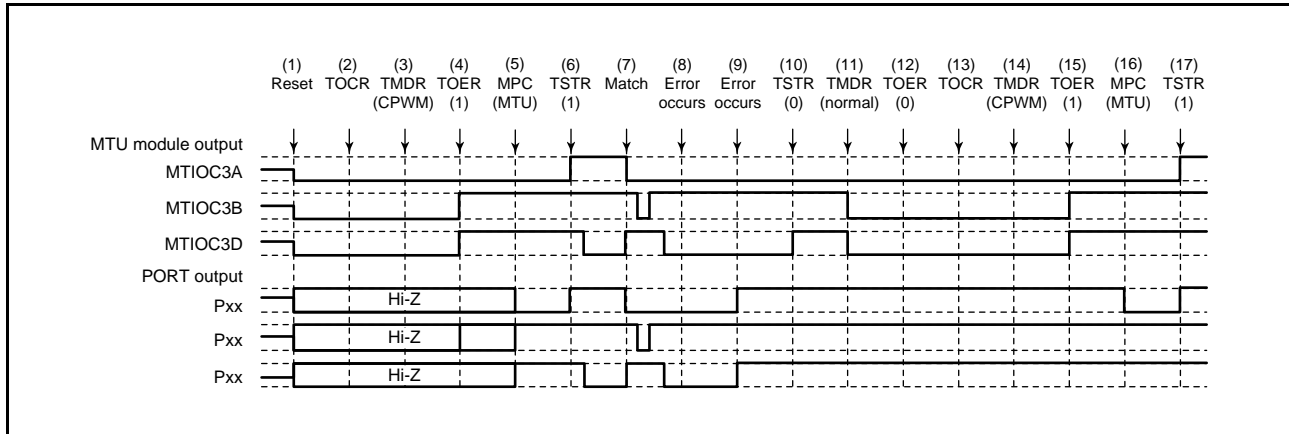 (1) (2) (3) (4) (5) (6) (7) (8) (9) (10) (11) (12) (13) (14) (15) (16) (17)
Reset TOCR TMDR TOER MPC TSTR Match Error Error TSTR TMDR TOER TOCR TMDR TOER MPC TSTR
(CPWM) (1) (MTU) (1) occurs occurs (0) (normal) (0) (CPWM) (1) (MTU) (1)
MTU module output
MTIOC3A
MTIOC3B
MTIOC3D
PORT output
Pxx Hi-Z
Pxx Hi-Z
Pxx Hi-Z